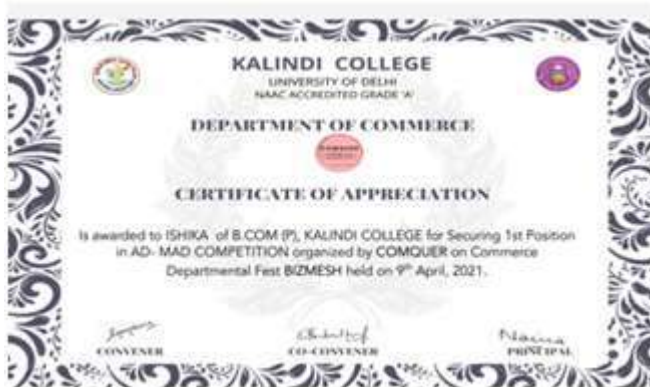 KALINDI COLLEGE
UNIVERSITY OF DELHI
NAAC ACCREDITED GRADE 'A'
DEPARTMENT OF COMMERCE
CERTIFICATE OF APPRECIATION
Is awarded to ISHIKA of B.COM (P), KALINDI COLLEGE for Securing 1st Position
in AD- MAD COMPETITION organized by COMQUER on Commerce
Departmental Fest BIZMESH held on 9th April, 2021.
CONVENER CO-CONVENER PRINCIPAL